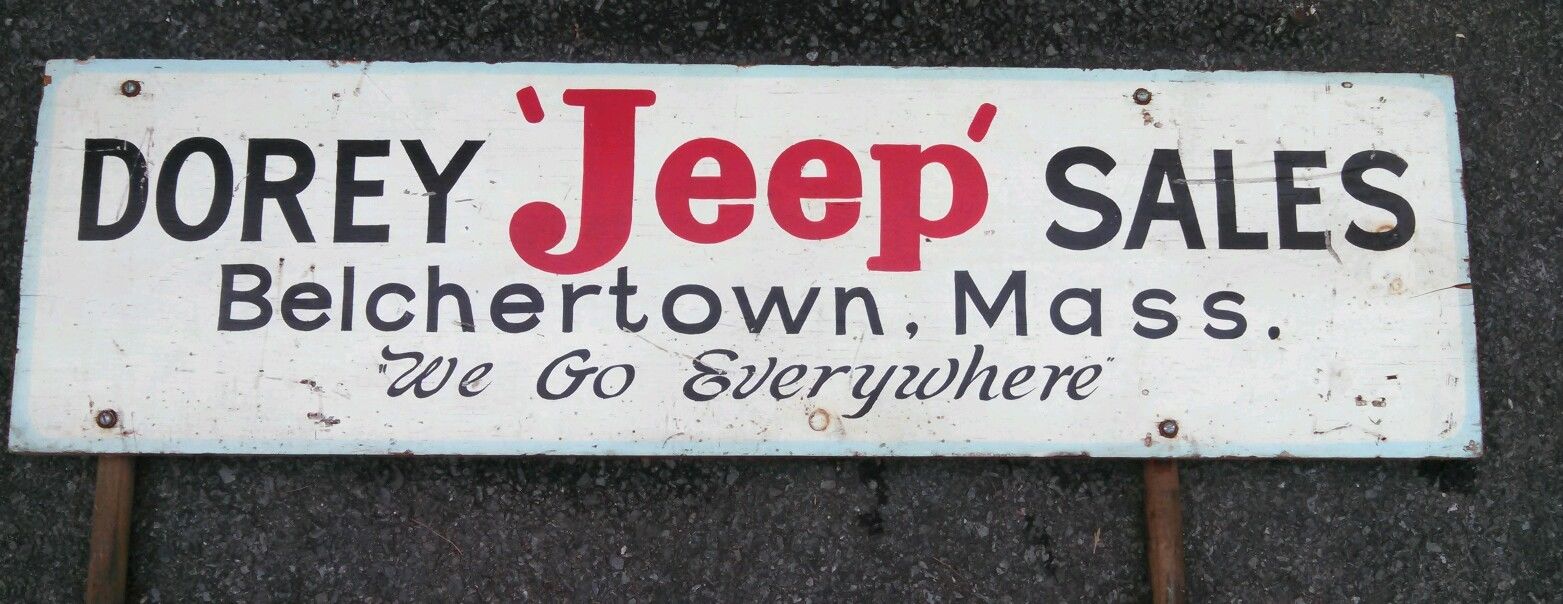 DOREY 'Jeep' SALES
Belchertown, Mass.
"We Go Everywhere"